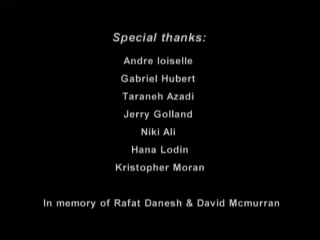 Special thanks:
Andre loiselle
Gabriel Hubert
Taraneh Azadi
Jerry Golland
Niki Ali
Hana Lodin
Kristopher Moran
In memory of Rafat Danesh & David Mcmurran